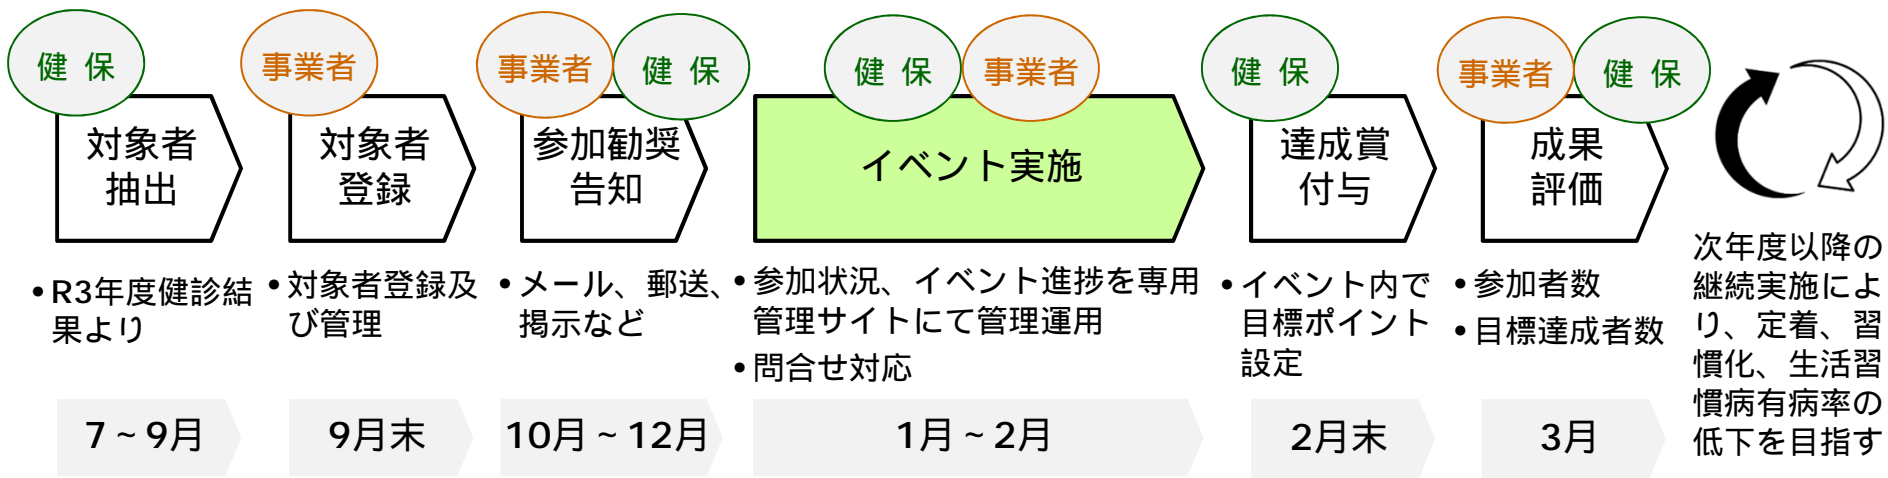 健 保
事業者
事業者
健 保
健 保
事業者
健 保
事業者
健 保
対象者
抽出
対象者
登録
参加勧奨
告知
イベント実施
達成賞
付与
成果
評価
•R3年度健診結
果より
•対象者登録及
び管理
•メール、郵送、
掲示など
•参加状況、イベント進捗を専用
管理サイトにて管理運用
•問合せ対応
•イベント内で
目標ポイント
設定
•参加者数
•目標達成者数
次年度以降の
継続実施によ
り、定着、習
慣化、生活習
慣病有病率の
低下を目指す
7~9月
9月末
10月~12月
1月~2月
2月末
3月